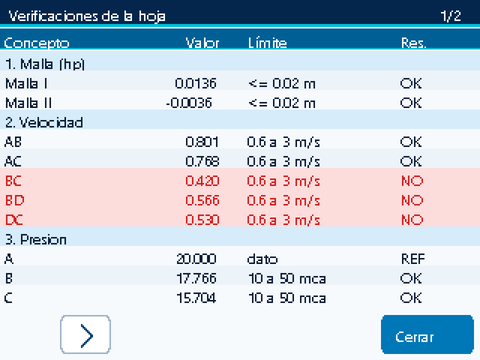 Verificaciones de la hoja 1/2
Concepto Valor Límite Res.
1. Malla (hp)
Malla I 0.0136 <= 0.02 m OK
Malla II -0.0036 <= 0.02 m OK
2. Velocidad
AB 0.801 0.6 a 3 m/s OK
AC 0.768 0.6 a 3 m/s OK
BC 0.420 0.6 a 3 m/s NO
BD 0.566 0.6 a 3 m/s NO
DC 0.530 0.6 a 3 m/s NO
3. Presion
A 20.000 dato REF
B 17.766 10 a 50 mca OK
C 15.704 10 a 50 mca OK
Cerrar